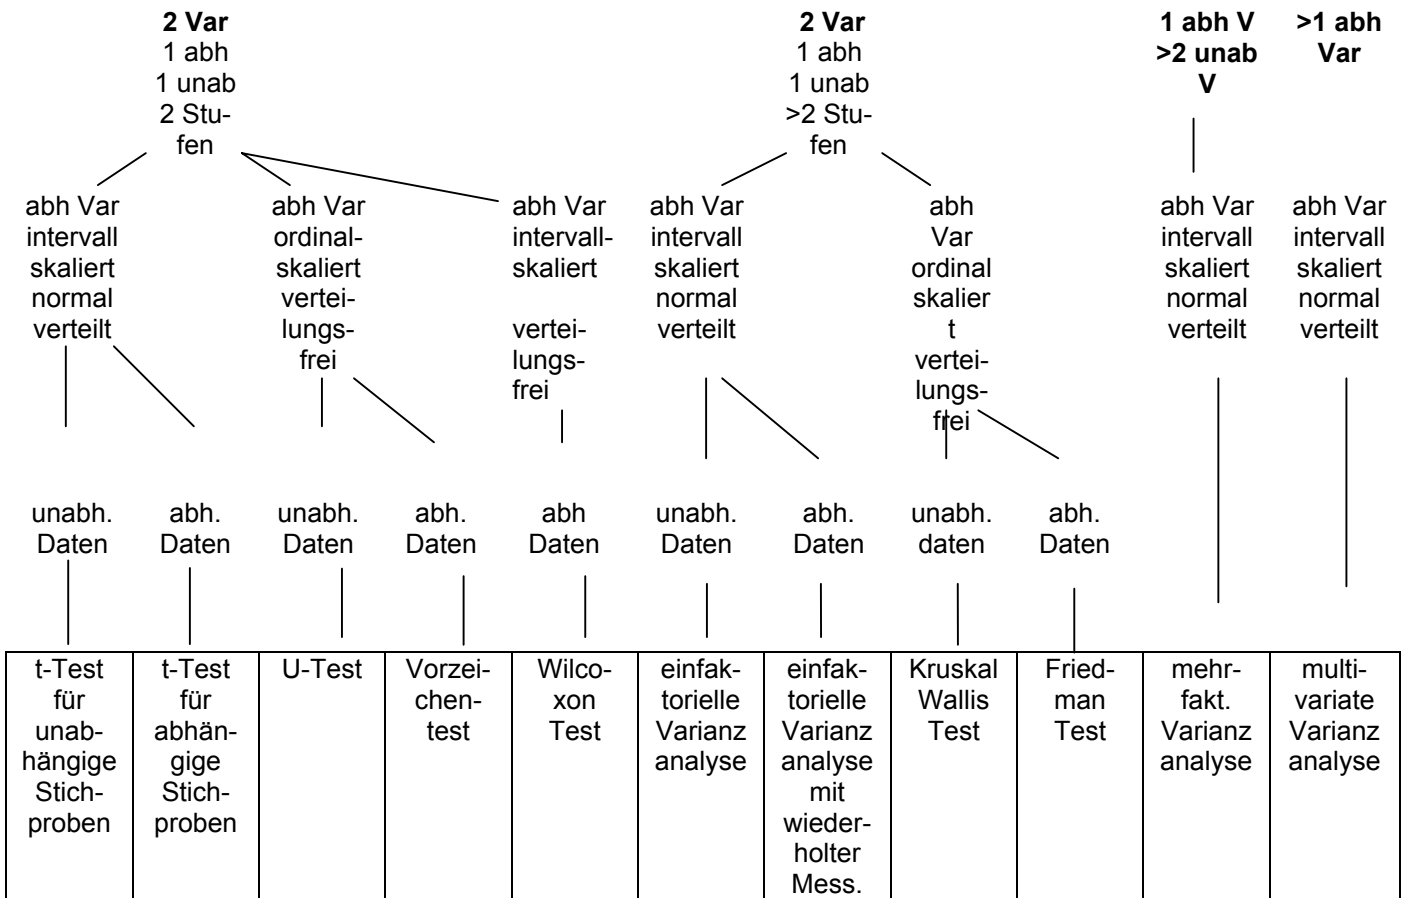 2 Var
1 abh
1 unab
2 Stu-
fen
2 Var
1 abh
1 unab
>2 Stu-
fen
1 abh V
>2 unab
V
>1 abh
Var
abh Var
intervall
skaliert
normal
verteilt
abh Var
ordinal-
skaliert
vertei-
lungs-
frei
abh Var
intervall-
skaliert
vertei-
lungs-
frei
abh Var
intervall
skaliert
normal
verteilt
abh
Var
ordinal
skalier
t
vertei-
lungs-
frei
abh Var
intervall
skaliert
normal
verteilt
abh Var
intervall
skaliert
normal
verteilt
unabh.
Daten
abh.
Daten
unabh.
Daten
abh.
Daten
abh
Daten
unabh.
Daten
abh.
Daten
unabh.
daten
abh.
Daten
t-Test
für
unab-
hängige
Stich-
proben
t-Test
für
abhän-
gige
Stich-
proben
U-Test
Vorzei-
chen-
test
Wilco-
xon
Test
einfak-
torielle
Varianz
analyse
einfak-
torielle
Varianz
analyse
mit
wieder-
holter
Mess.
Kruskal
Wallis
Test
Fried-
man
Test
mehr-
fakt.
Varianz
analyse
multi-
variate
Varianz
analyse